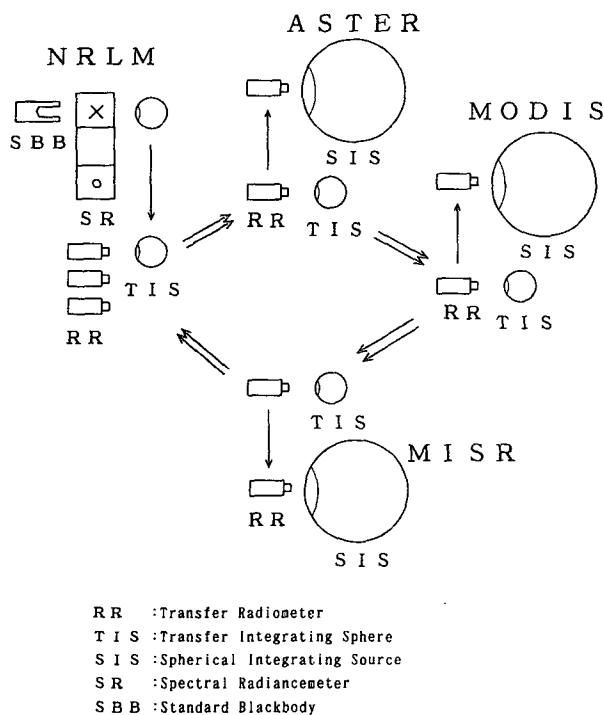 ASTER
NRLM
SBB
SIS
MODIS
SR
RR
TIS
SIS
TIS
RR
RR
TIS
TIS
MISR
RR
SIS
RR :Transfer Radiometer
TIS :Transfer Integrating Sphere
SIS :Spherical Integrating Source
SR :Spectral Radiancemeter
SBB :Standard Blackbody